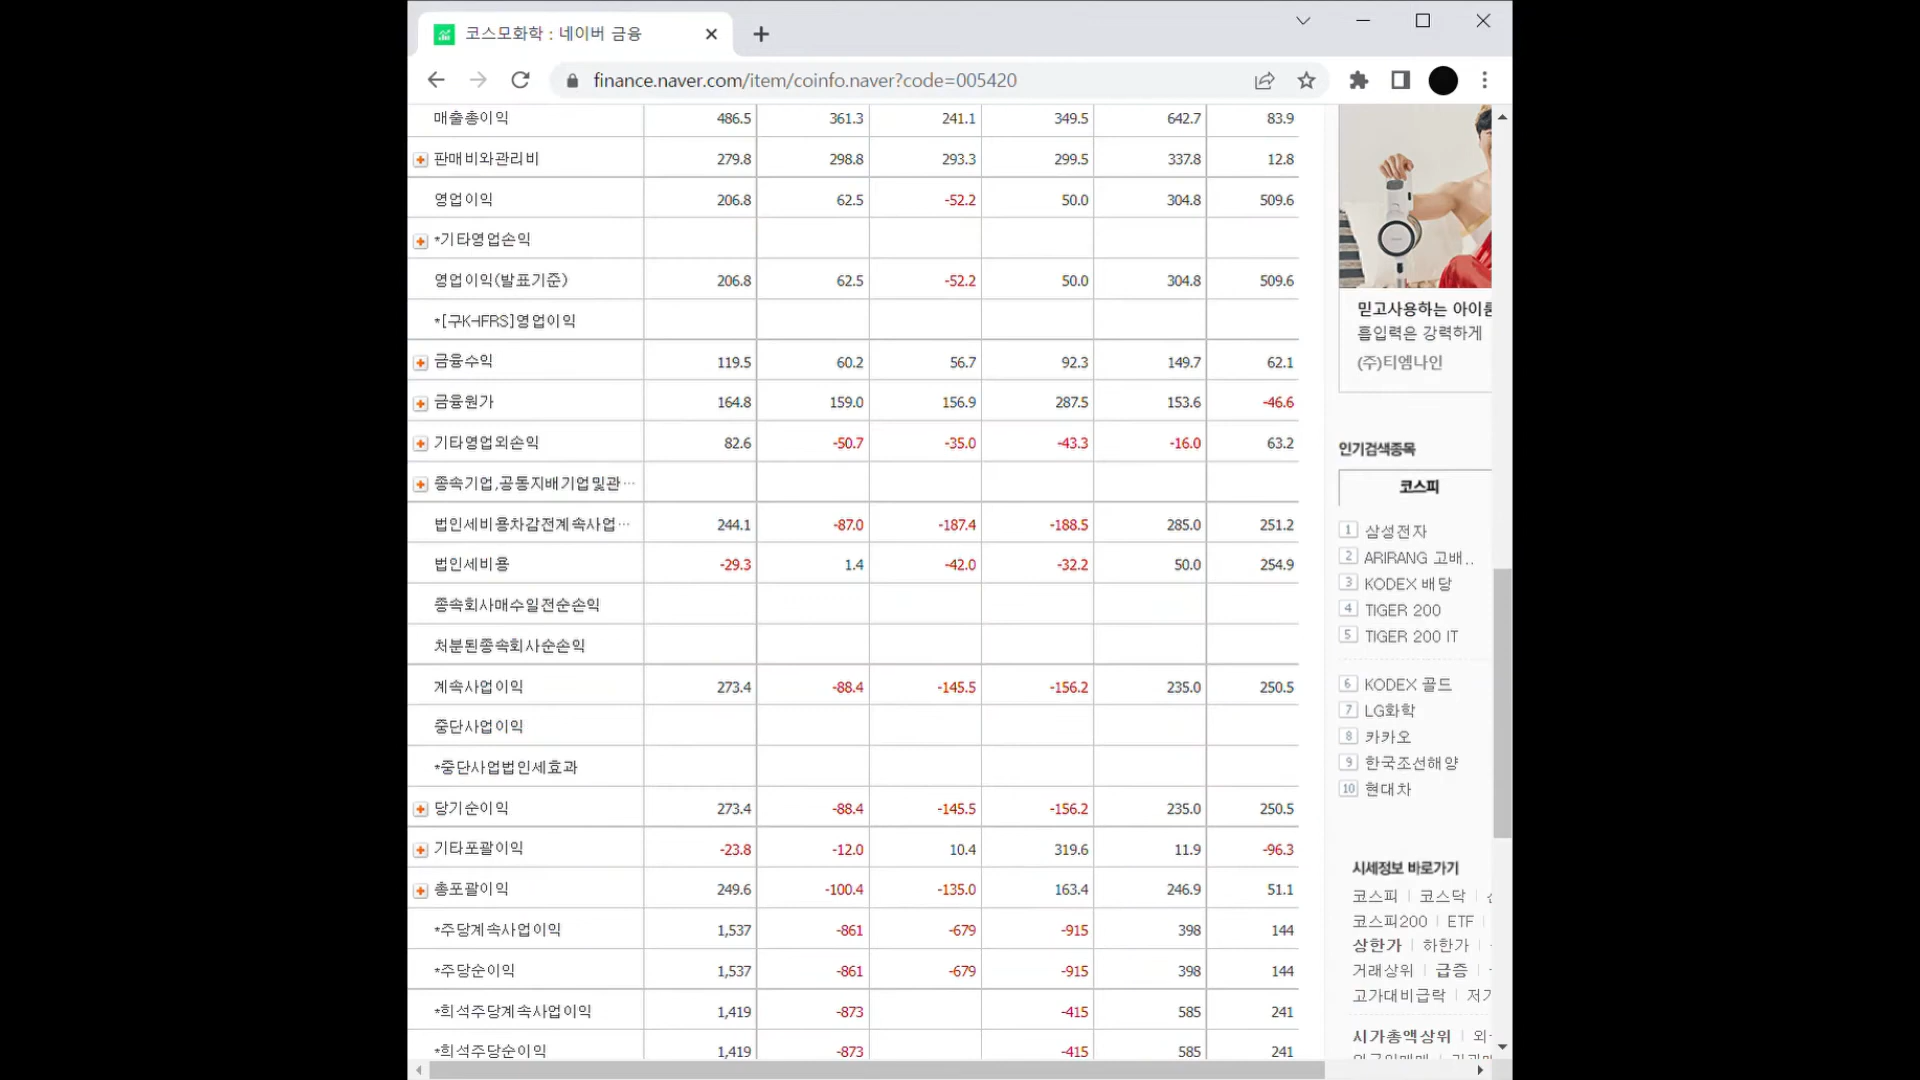 코스모화학 : 네이버 금융
finance.naver.com/item/coinfo.naver?code=005420
매출총이익 486.5 361.3 241.1 349.5 642.7 83.9
판매비와관리비 279.8 298.8 293.3 299.5 337.8 12.8
영업이익 206.8 62.5 -52.2 50.0 304.8 509.6
*기타영업손익
영업이익(발표기준) 206.8 62.5 -52.2 50.0 304.8 509.6
*[구K-IFRS]영업이익
금융수익 119.5 60.2 56.7 92.3 149.7 62.1
금융원가 164.8 159.0 156.9 287.5 153.6 -46.6
기타영업외손익 82.6 -50.7 -35.0 -43.3 -16.0 63.2
종속기업,공동지배기업및관…
법인세비용차감전계속사업… 244.1 -87.0 -187.4 -188.5 285.0 251.2
법인세비용 -29.3 1.4 -42.0 -32.2 50.0 254.9
종속회사매수일전순손익
처분된종속회사순손익
계속사업이익 273.4 -88.4 -145.5 -156.2 235.0 250.5
중단사업이익
*중단사업법인세효과
당기순이익 273.4 -88.4 -145.5 -156.2 235.0 250.5
기타포괄이익 -23.8 -12.0 10.4 319.6 11.9 -96.3
총포괄이익 249.6 -100.4 -135.0 163.4 246.9 51.1
*주당계속사업이익 1,537 -861 -679 -915 398 144
*주당순이익 1,537 -861 -679 -915 398 144
*희석주당계속사업이익 1,419 -873 -415 585 241
*희석주당순이익 1,419 -873 -415 585 241
믿고사용하는 아이룸
흡입력은 강력하게
(주)티엠나인
인기검색종목
코스피
1 삼성전자
2 ARIRANG 고배..
3 KODEX 배당
4 TIGER 200
5 TIGER 200 IT
6 KODEX 골드
7 LG화학
8 카카오
9 한국조선해양
10 현대차
시세정보 바로가기
코스피 | 코스닥 |
코스피200 | ETF
상한가 | 하한가 |
거래상위 | 급증 |
고가대비급락 | 저가
시가총액상위 | 외